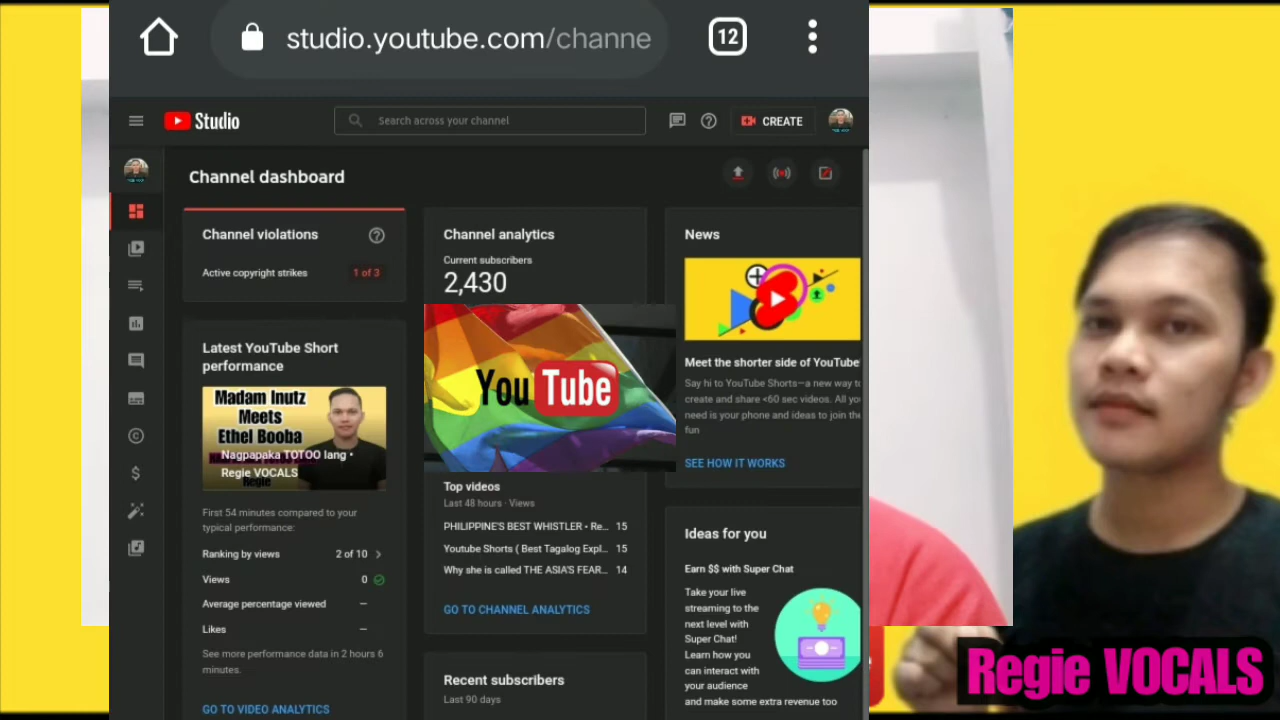 studio.youtube.com/channe
12
Studio
Search across your channel
CREATE
Channel dashboard
Channel violations
Active copyright strikes
1 of 3
Latest YouTube Short
performance
Madam Inutz
Meets
Ethel Booba
Nagpapaka TOTOO lang •
Regie VOCALS
Regie
First 54 minutes compared to your
typical performance:
Ranking by views
2 of 10
Views
0
Average percentage viewed
—
Likes
—
See more performance data in 2 hours 6
minutes.
GO TO VIDEO ANALYTICS
Channel analytics
Current subscribers
2,430
YouTube
Top videos
Last 48 hours · Views
PHILIPPINE'S BEST WHISTLER • Re... 15
Youtube Shorts ( Best Tagalog Expl... 15
Why she is called THE ASIA'S FEAR... 14
GO TO CHANNEL ANALYTICS
Recent subscribers
Last 90 days
News
Meet the shorter side of YouTube
Say hi to YouTube Shorts—a new way to
create and share <60 sec videos. All you
need is your phone and ideas to join the
fun
SEE HOW IT WORKS
Ideas for you
Earn $$ with Super Chat
Take your live
streaming to the
next level with
Super Chat!
Learn how you
can interact with
your audience
and make some extra revenue too
Regie VOCALS